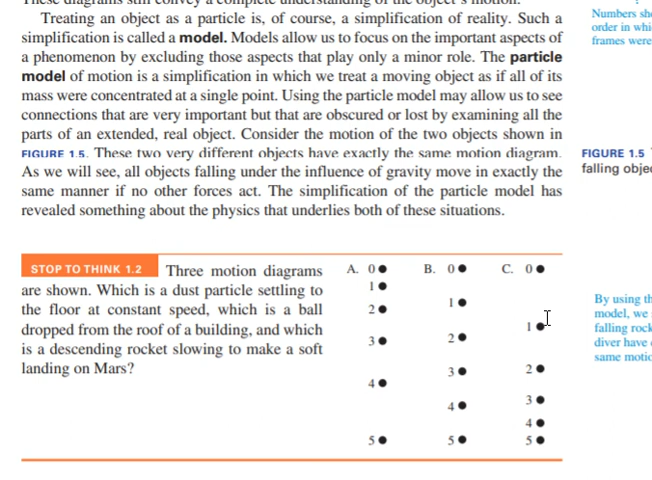 These diagrams still convey a complete understanding of the object's motion.
Treating an object as a particle is, of course, a simplification of reality. Such a
simplification is called a model. Models allow us to focus on the important aspects of
a phenomenon by excluding those aspects that play only a minor role. The particle
model of motion is a simplification in which we treat a moving object as if all of its
mass were concentrated at a single point. Using the particle model may allow us to see
connections that are very important but that are obscured or lost by examining all the
parts of an extended, real object. Consider the motion of the two objects shown in
FIGURE 1.5. These two very different objects have exactly the same motion diagram.
As we will see, all objects falling under the influence of gravity move in exactly the
same manner if no other forces act. The simplification of the particle model has
revealed something about the physics that underlies both of these situations.
Numbers sh
order in whi
frames were
FIGURE 1.5
falling obje
STOP TO THINK 1.2 Three motion diagrams
are shown. Which is a dust particle settling to
the floor at constant speed, which is a ball
dropped from the roof of a building, and which
is a descending rocket slowing to make a soft
landing on Mars?
A. 0
1
2
3
4
5
B. 0
1
2
3
4
5
C. 0
1
2
3
4
5
By using th
model, we
falling rock
diver have
same motio